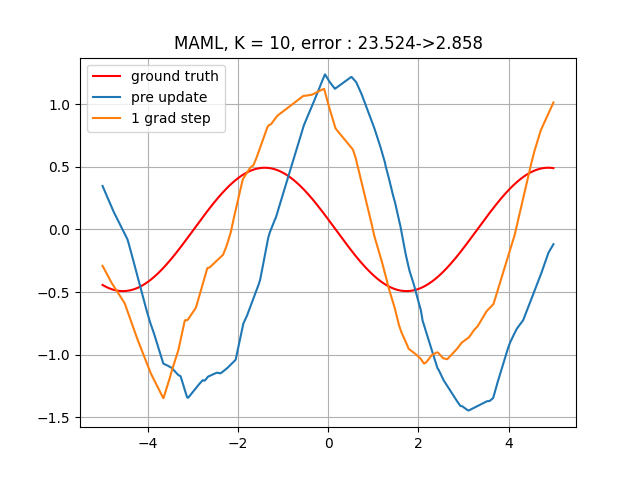 MAML, K = 10, error : 23.524->2.858
ground truth
pre update
1 grad step
1.0
0.5
0.0
−0.5
−1.0
−1.5
−4 −2 0 2 4